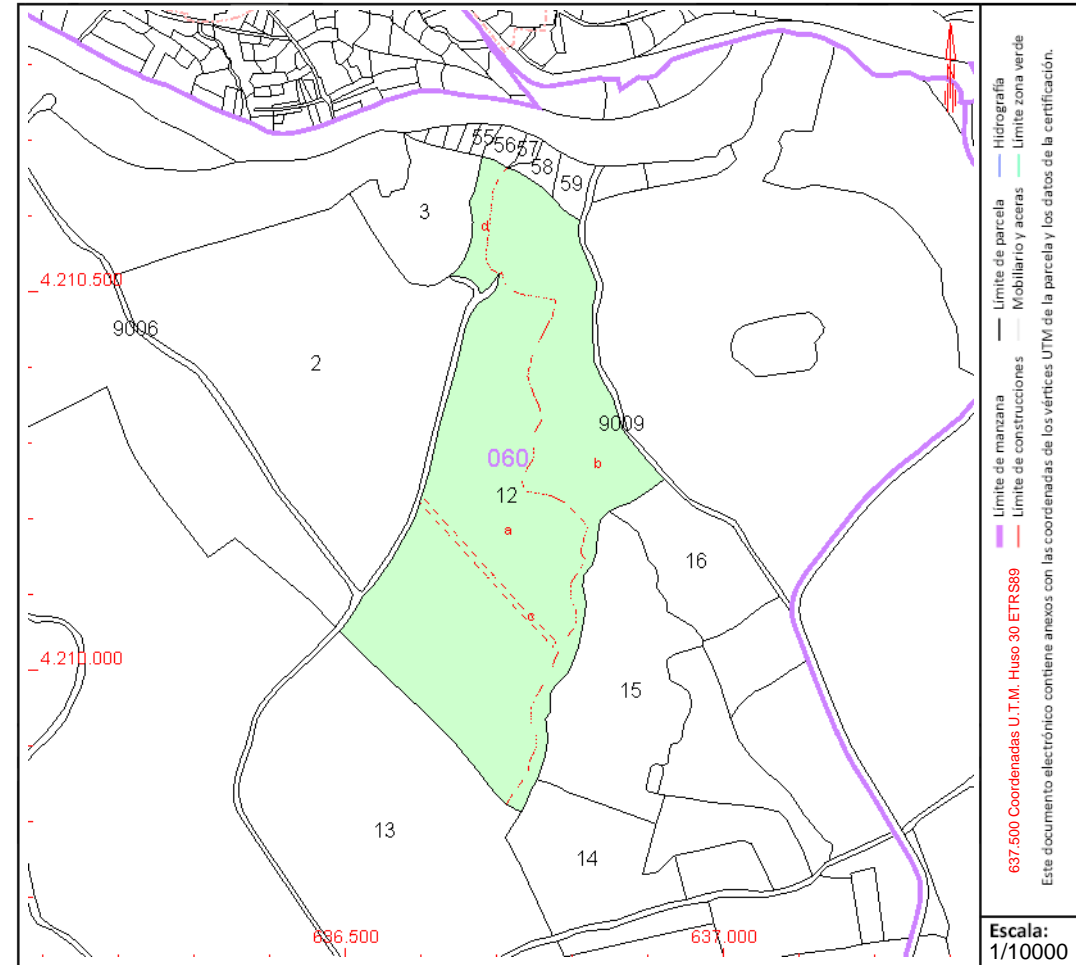 55
56
57
58
59
3
d
4.210.500
9006
2
9009
060
b
12
a
16
c
4.210.000
15
13
14
636.500
637.000
637.500 Coordenadas U.T.M. Huso 30 ETRS89
Límite de manzana
Límite de parcela
Hidrografía
Límite de construcciones
Mobiliario y aceras
Límite zona verde
Este documento electrónico contiene anexos con las coordenadas de los vértices UTM de la parcela y los datos de la certificación.
Escala:
1/10000